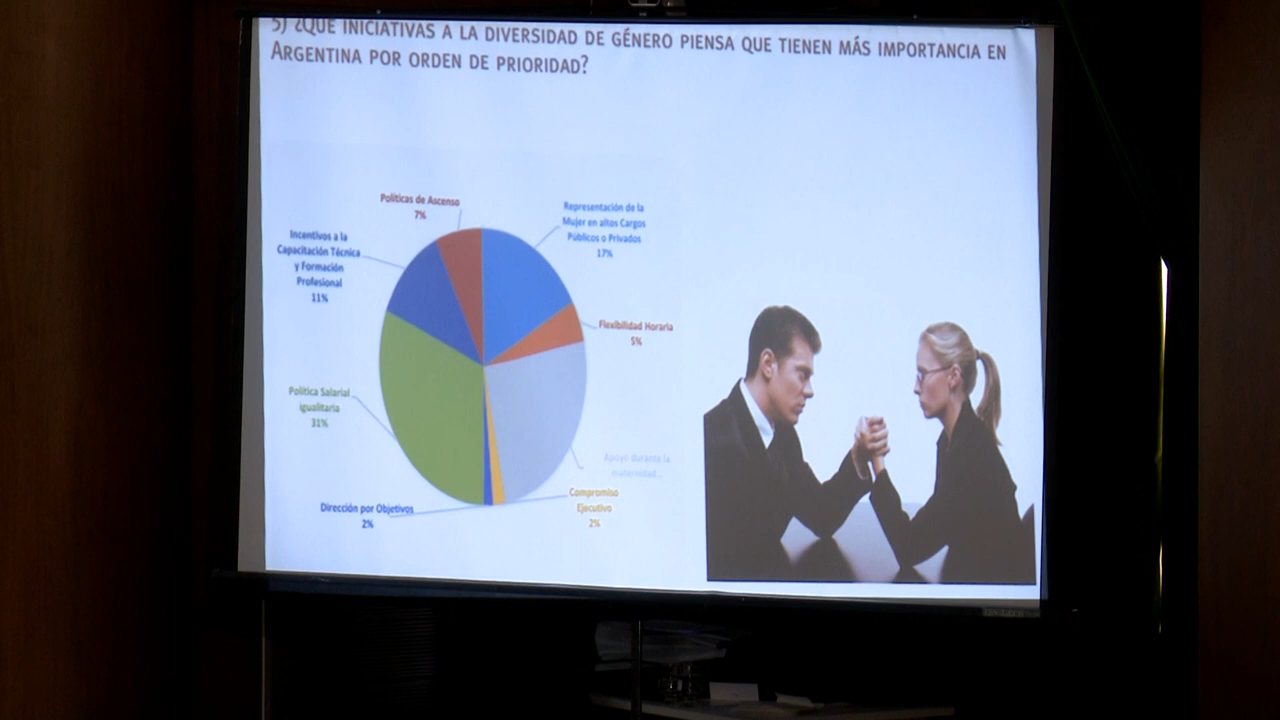 5) ¿QUÉ INICIATIVAS A LA DIVERSIDAD DE GÉNERO PIENSA QUE TIENEN MÁS IMPORTANCIA EN
ARGENTINA POR ORDEN DE PRIORIDAD?
Políticas de Ascenso
7%
Representación de la
Mujer en altos Cargos
Públicos o Privados
17%
Incentivos a la
Capacitación Técnica
y Formación
Profesional
11%
Flexibilidad Horaria
5%
Política Salarial
igualitaria
31%
Apoyo durante la
maternidad...
Compromiso
Ejecutivo
2%
Dirección por Objetivos
2%